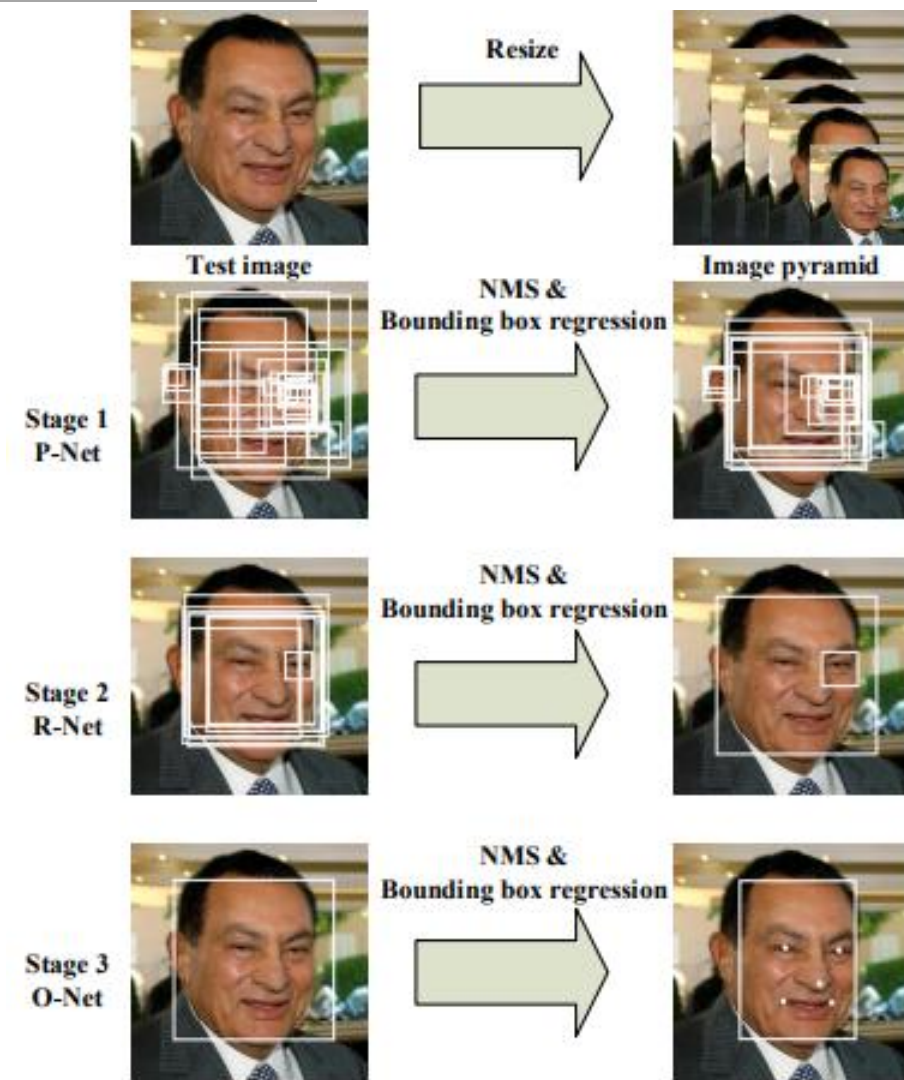 Resize
Test image
Image pyramid
NMS &
Bounding box regression
Stage 1
P-Net
NMS &
Bounding box regression
Stage 2
R-Net
NMS &
Bounding box regression
Stage 3
O-Net